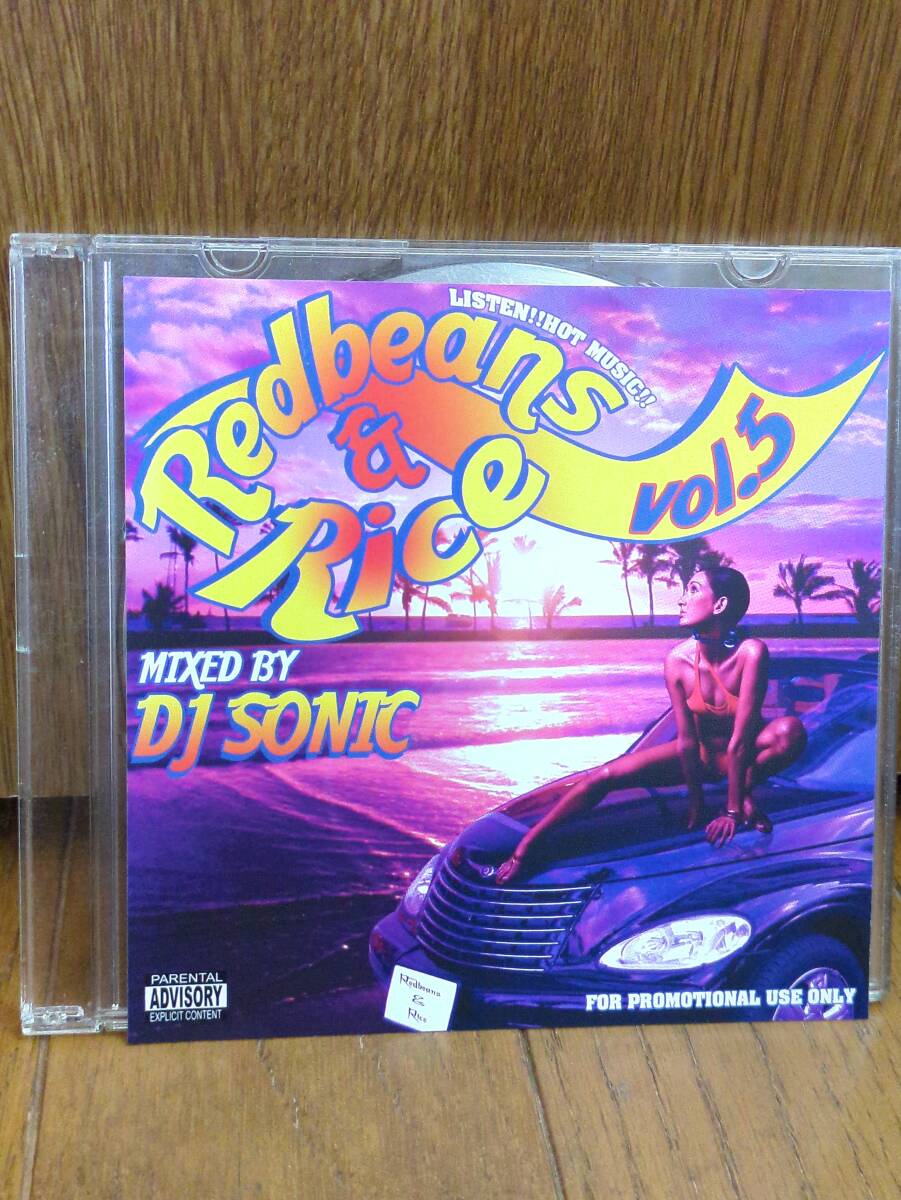 LISTEN!!HOT MUSIC!!
Redbeans
&
Rice
vol.3
MIXED BY
DJ SONIC
PARENTAL
ADVISORY
EXPLICIT CONTENT
Redbeans
&
Rice
FOR PROMOTIONAL USE ONLY